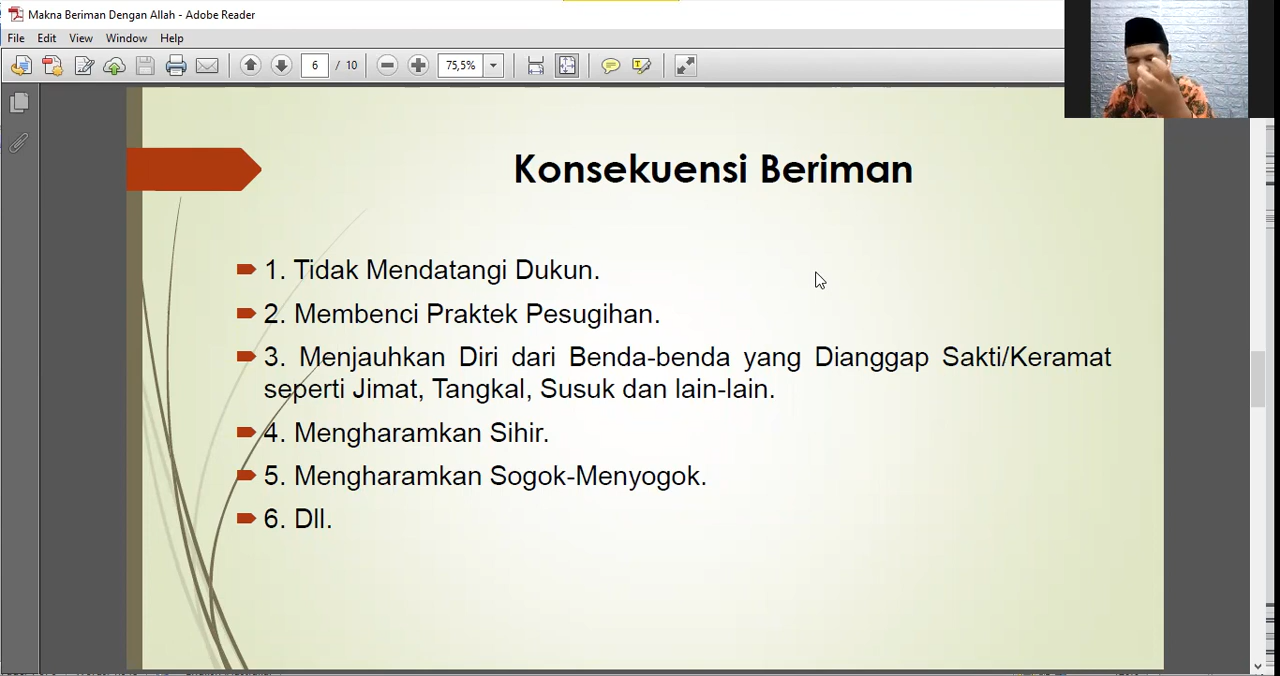 Makna Beriman Dengan Allah - Adobe Reader
File Edit View Window Help
6 / 10 75,5%
Konsekuensi Beriman
1. Tidak Mendatangi Dukun.
2. Membenci Praktek Pesugihan.
3. Menjauhkan Diri dari Benda-benda yang Dianggap Sakti/Keramat
seperti Jimat, Tangkal, Susuk dan lain-lain.
4. Mengharamkan Sihir.
5. Mengharamkan Sogok-Menyogok.
6. Dll.